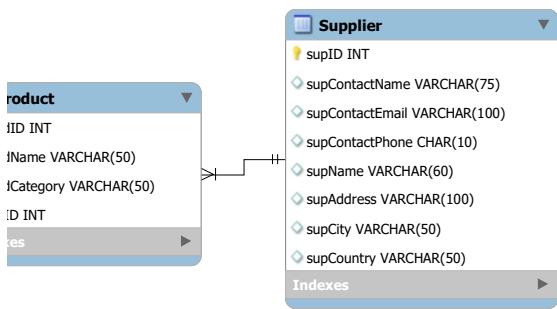 Supplier
supID INT
supContactName VARCHAR(75)
supContactEmail VARCHAR(100)
supContactPhone CHAR(10)
supName VARCHAR(60)
supAddress VARCHAR(100)
supCity VARCHAR(50)
supCountry VARCHAR(50)
Indexes
roduct
dID INT
dName VARCHAR(50)
dCategory VARCHAR(50)
ID INT
xes